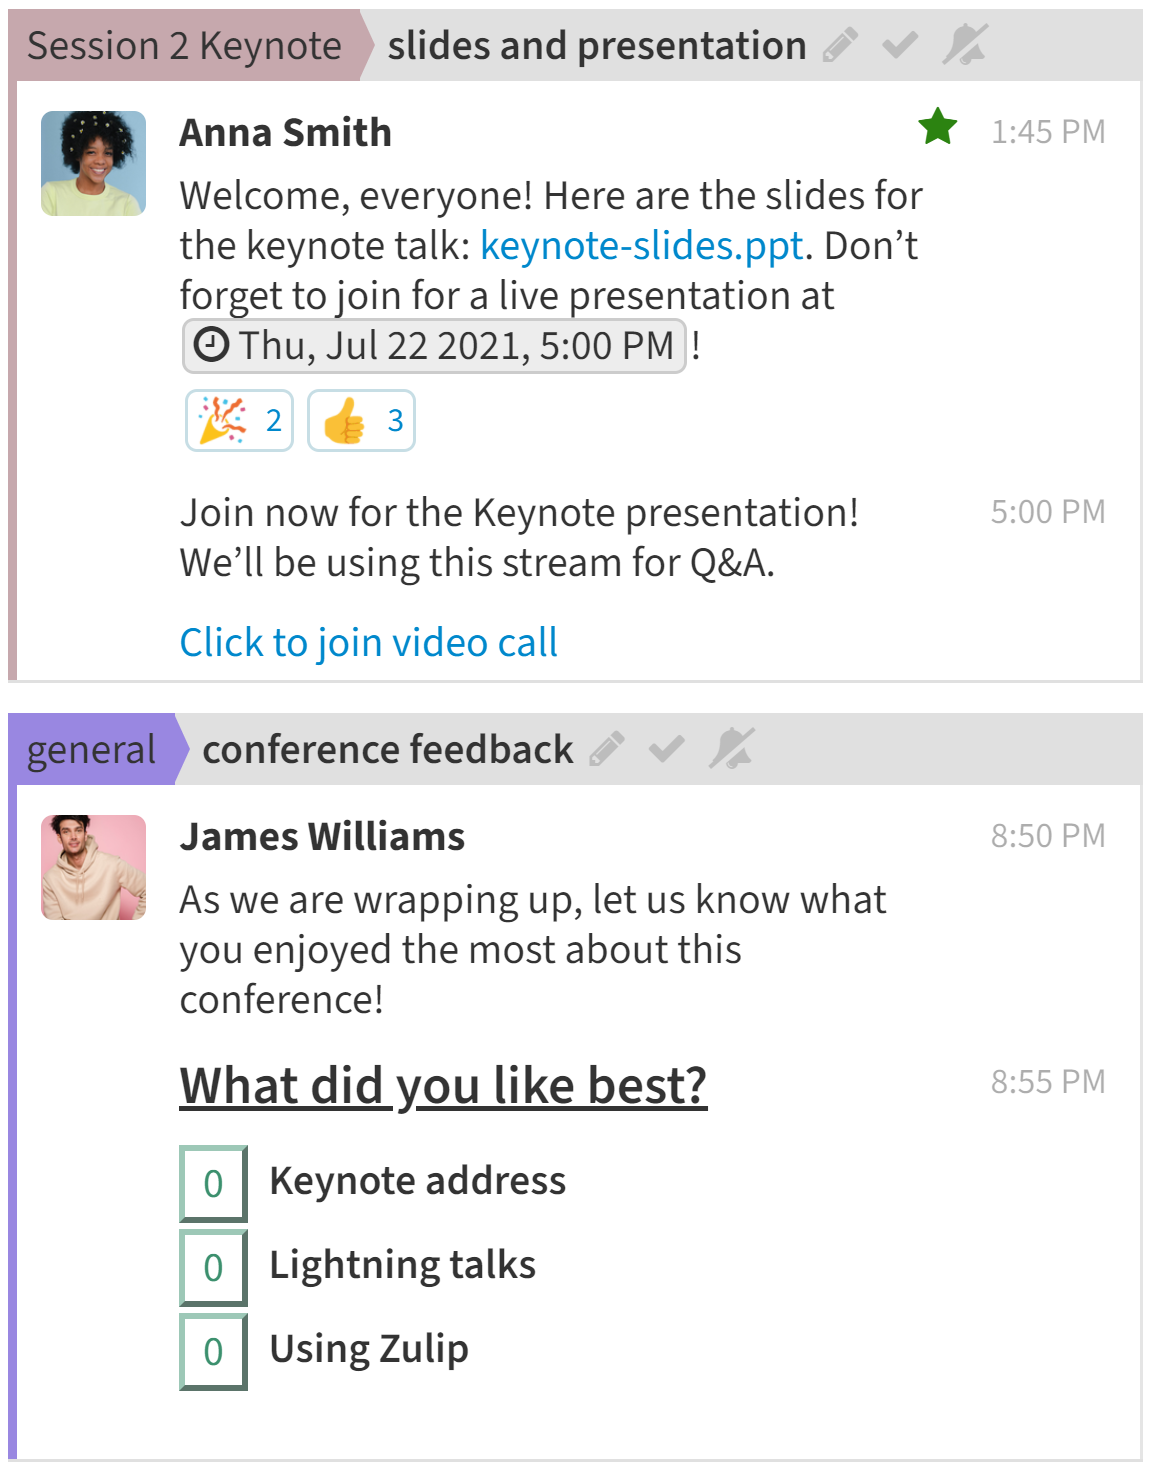 Session 2 Keynote slides and presentation
Anna Smith 1:45 PM
Welcome, everyone! Here are the slides for
the keynote talk: keynote-slides.ppt. Don’t
forget to join for a live presentation at
Thu, Jul 22 2021, 5:00 PM !
2 3
Join now for the Keynote presentation! 5:00 PM
We’ll be using this stream for Q&A.
Click to join video call
general conference feedback
James Williams 8:50 PM
As we are wrapping up, let us know what
you enjoyed the most about this
conference!
What did you like best? 8:55 PM
0 Keynote address
0 Lightning talks
0 Using Zulip